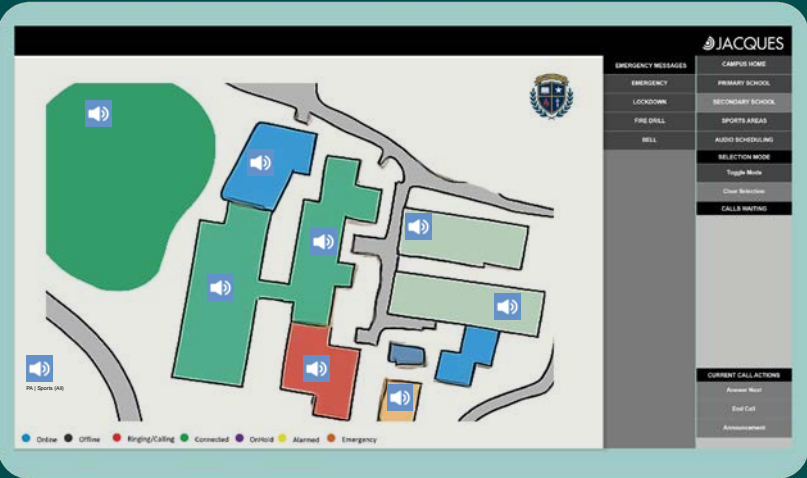 JACQUES
EMERGENCY MESSAGES
EMERGENCY
LOCKDOWN
FIRE DRILL
BELL
CAMPUS HOME
PRIMARY SCHOOL
SECONDARY SCHOOL
SPORTS AREAS
AUDIO SCHEDULING
SELECTION MODE
Toggle Mode
Clear Selection
CALLS WAITING
PA | Sports (All)
CURRENT CALL ACTIONS
Answer Next
End Call
Announcement
Online Offline Ringing/Calling Connected OnHold Alarmed Emergency